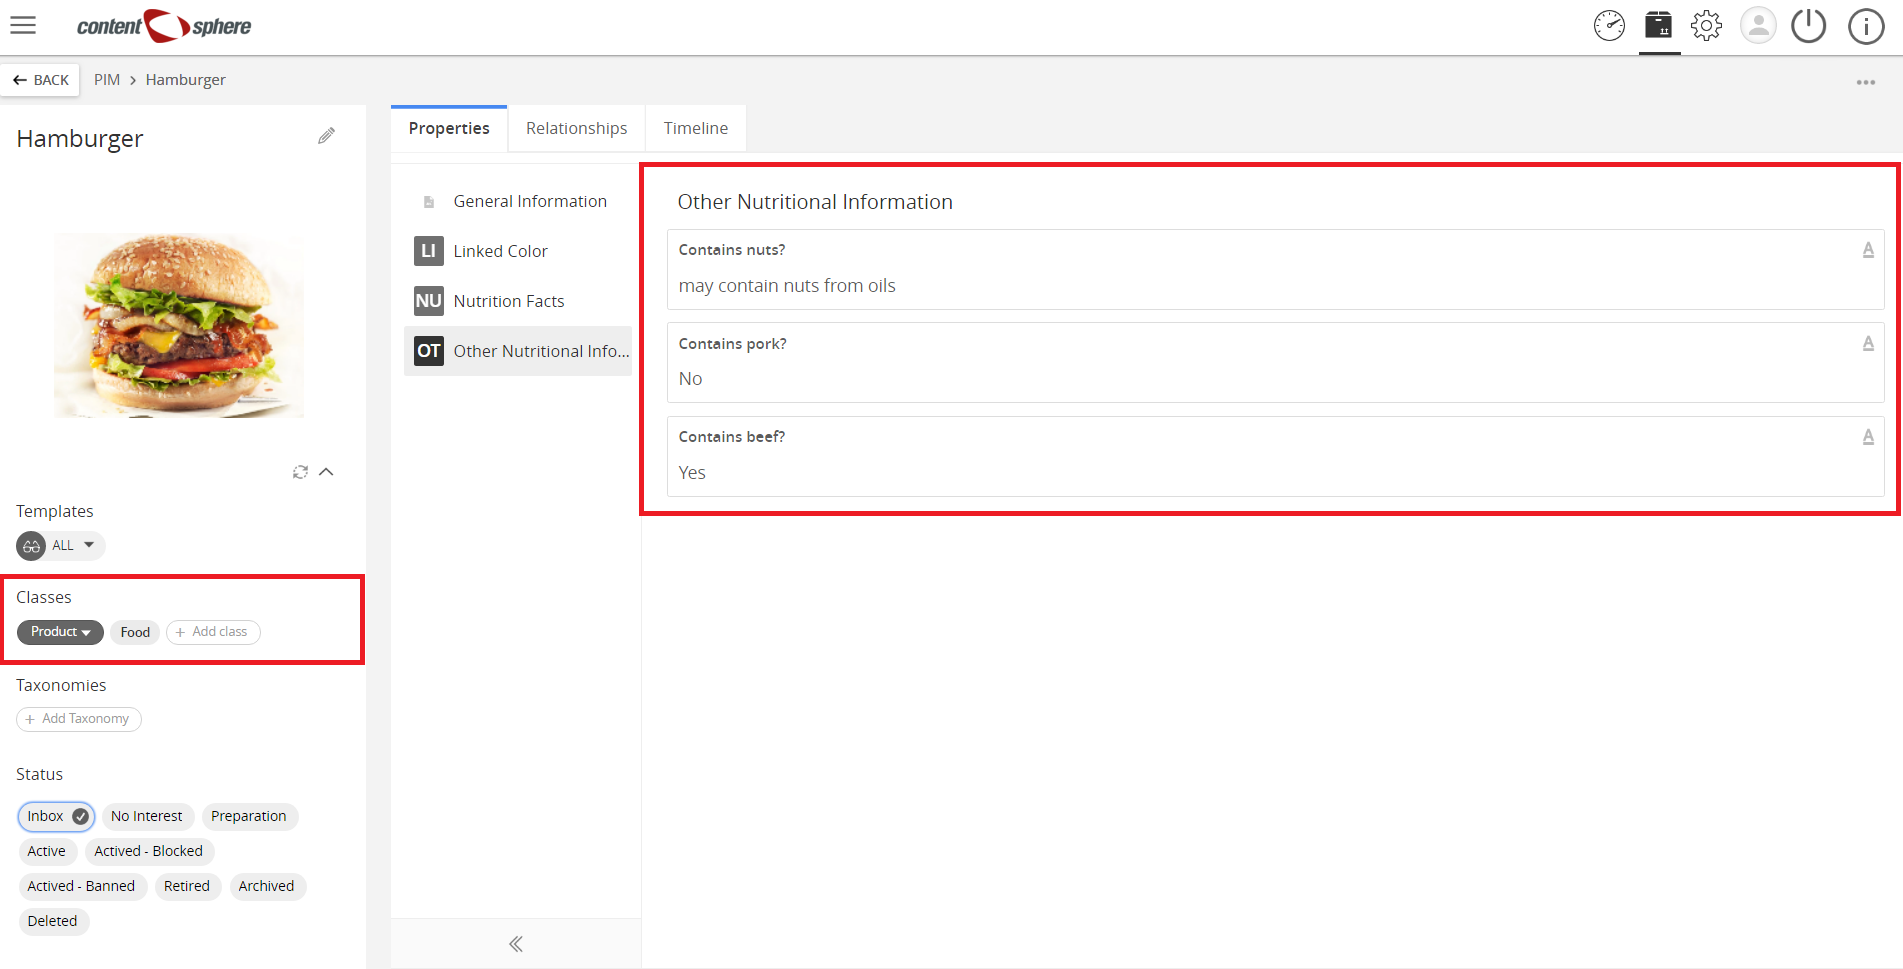 content sphere
BACK PIM > Hamburger
Hamburger
Templates
ALL
Classes
Product Food + Add class
Taxonomies
+ Add Taxonomy
Status
Inbox No Interest Preparation
Active Actived - Blocked
Actived - Banned Retired Archived
Deleted
Properties Relationships Timeline
General Information
LI Linked Color
NU Nutrition Facts
OT Other Nutritional Info...
Other Nutritional Information
Contains nuts? A
may contain nuts from oils
Contains pork? A
No
Contains beef? A
Yes